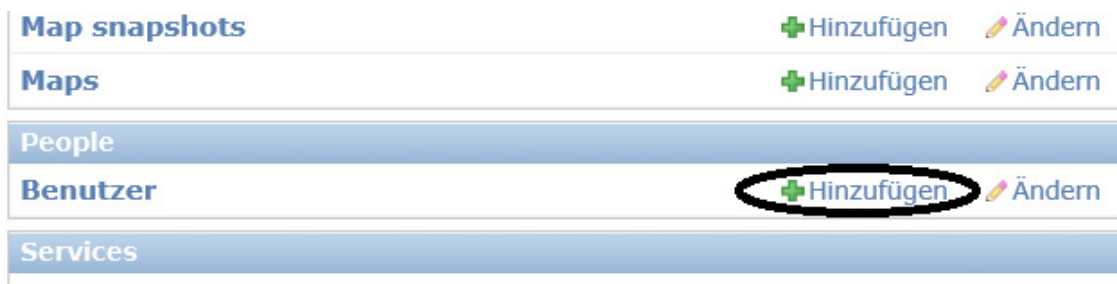 Map snapshots Hinzufügen Ändern
Maps Hinzufügen Ändern
People
Benutzer Hinzufügen Ändern
Services